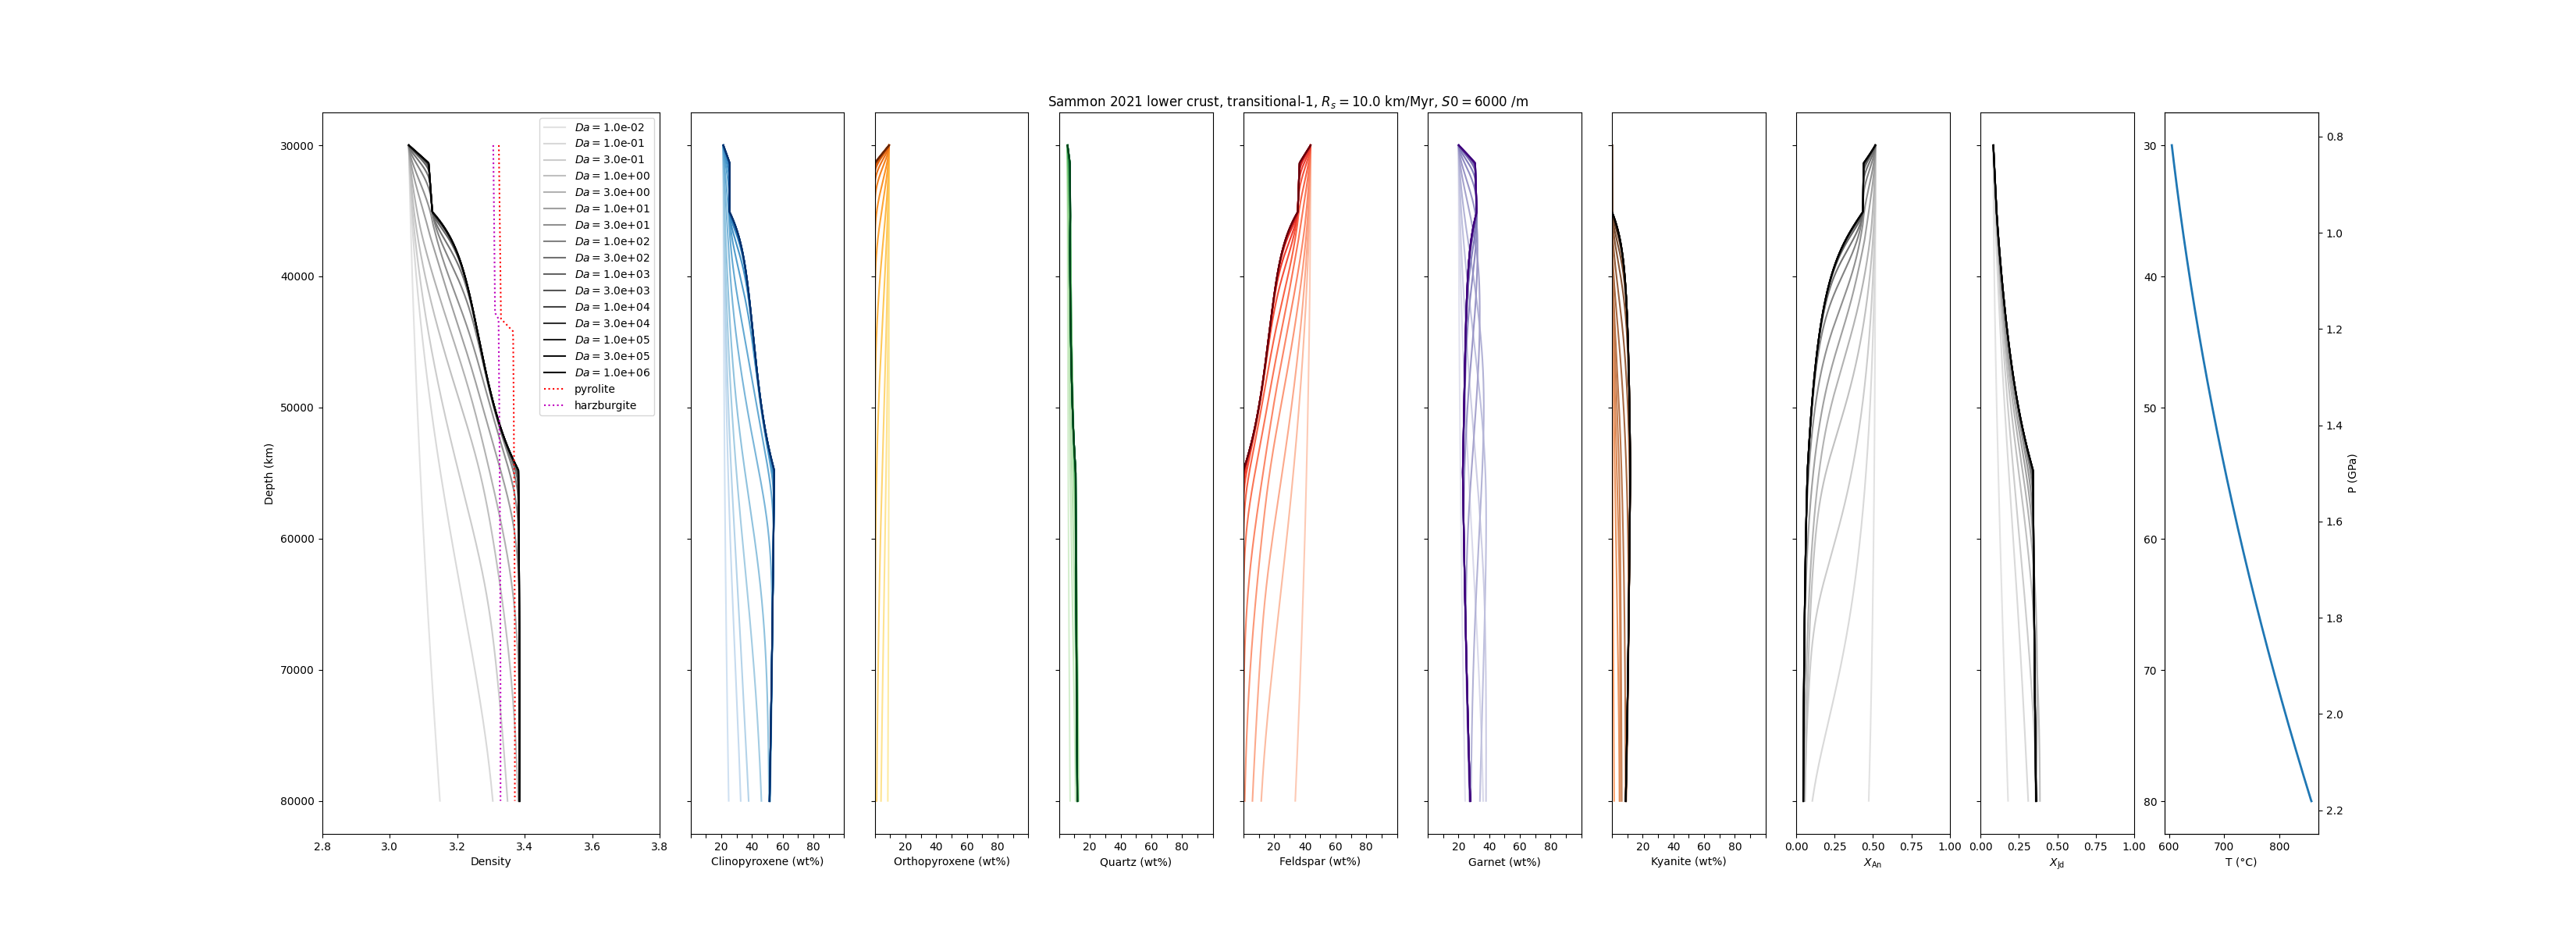 Sammon 2021 lower crust, transitional-1, R_s = 10.0 km/Myr, S0 = 6000 /m
Da = 1.0e-02
Da = 1.0e-01
Da = 3.0e-01
Da = 1.0e+00
Da = 3.0e+00
Da = 1.0e+01
Da = 3.0e+01
Da = 1.0e+02
Da = 3.0e+02
Da = 1.0e+03
Da = 3.0e+03
Da = 1.0e+04
Da = 3.0e+04
Da = 1.0e+05
Da = 3.0e+05
Da = 1.0e+06
pyrolite
harzburgite
Depth (km)
30000
40000
50000
60000
70000
80000
2.8 3.0 3.2 3.4 3.6 3.8
Density
20 40 60 80
Clinopyroxene (wt%)
20 40 60 80
Orthopyroxene (wt%)
20 40 60 80
Quartz (wt%)
20 40 60 80
Feldspar (wt%)
20 40 60 80
Garnet (wt%)
20 40 60 80
Kyanite (wt%)
0.00 0.25 0.50 0.75 1.00
X_An
0.00 0.25 0.50 0.75 1.00
X_Jd
30
40
50
60
70
80
600 700 800
T (°C)
0.8
1.0
1.2
1.4
1.6
1.8
2.0
2.2
P (GPa)